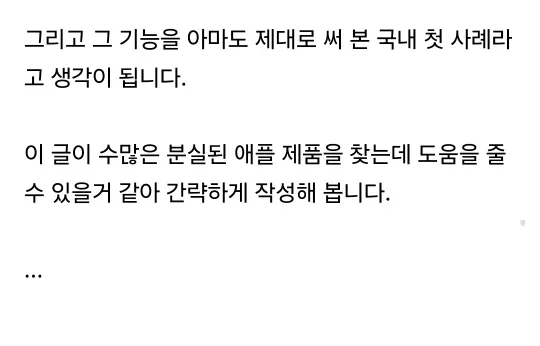 그리고 그 기능을 아마도 제대로 써 본 국내 첫 사례라
고 생각이 됩니다.
이 글이 수많은 분실된 애플 제품을 찾는데 도움을 줄
수 있을거 같아 간략하게 작성해 봅니다.
...